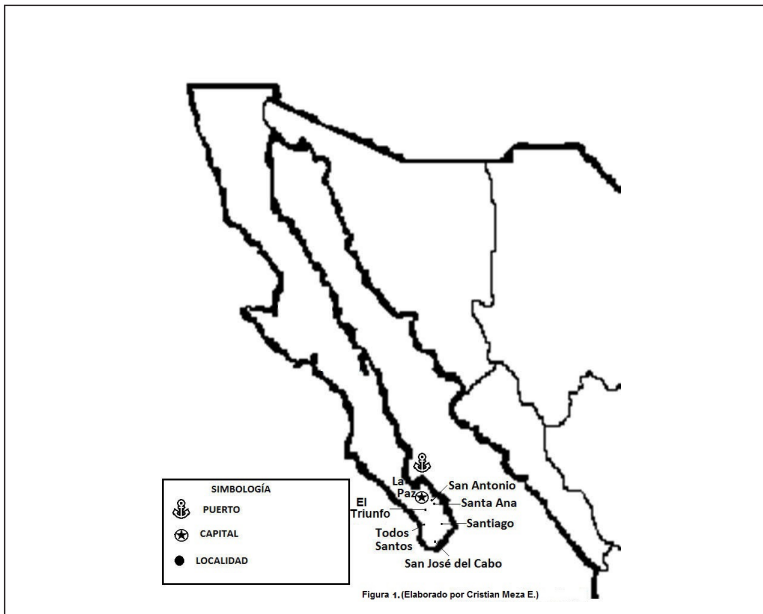 La
Paz
San Antonio
Santa Ana
El
Triunfo
Santiago
Todos
Santos
San José del Cabo
SIMBOLOGÍA
PUERTO
CAPITAL
LOCALIDAD
Figura 1.(Elaborado por Cristian Meza E.)